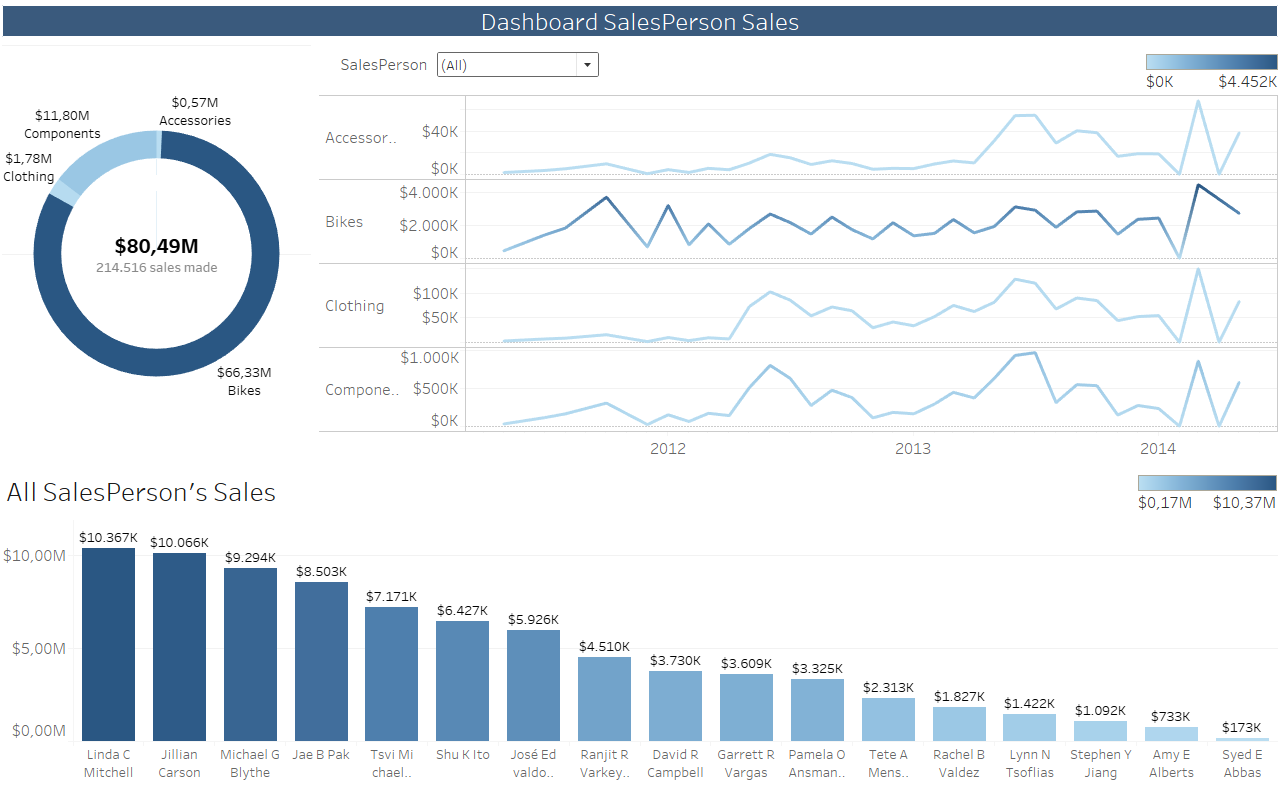 Dashboard SalesPerson Sales
SalesPerson (All)
$0K $4.452K
$11,80M
Components
$0,57M
Accessories
$1,78M
Clothing
$80,49M
214.516 sales made
$66,33M
Bikes
Accessor..
$40K
$0K
Bikes
$4.000K
$2.000K
$0K
Clothing
$100K
$50K
Compone..
$1.000K
$500K
$0K
2012 2013 2014
All SalesPerson's Sales
$0,17M $10,37M
$10,00M
$5,00M
$0,00M
$10.367K
$10.066K
$9.294K
$8.503K
$7.171K
$6.427K
$5.926K
$4.510K
$3.730K
$3.609K
$3.325K
$2.313K
$1.827K
$1.422K
$1.092K
$733K
$173K
Linda C
Mitchell
Jillian
Carson
Michael G
Blythe
Jae B Pak
Tsvi Mi
chael..
Shu K Ito
José Ed
valdo..
Ranjit R
Varkey..
David R
Campbell
Garrett R
Vargas
Pamela O
Ansman..
Tete A
Mens..
Rachel B
Valdez
Lynn N
Tsoflias
Stephen Y
Jiang
Amy E
Alberts
Syed E
Abbas